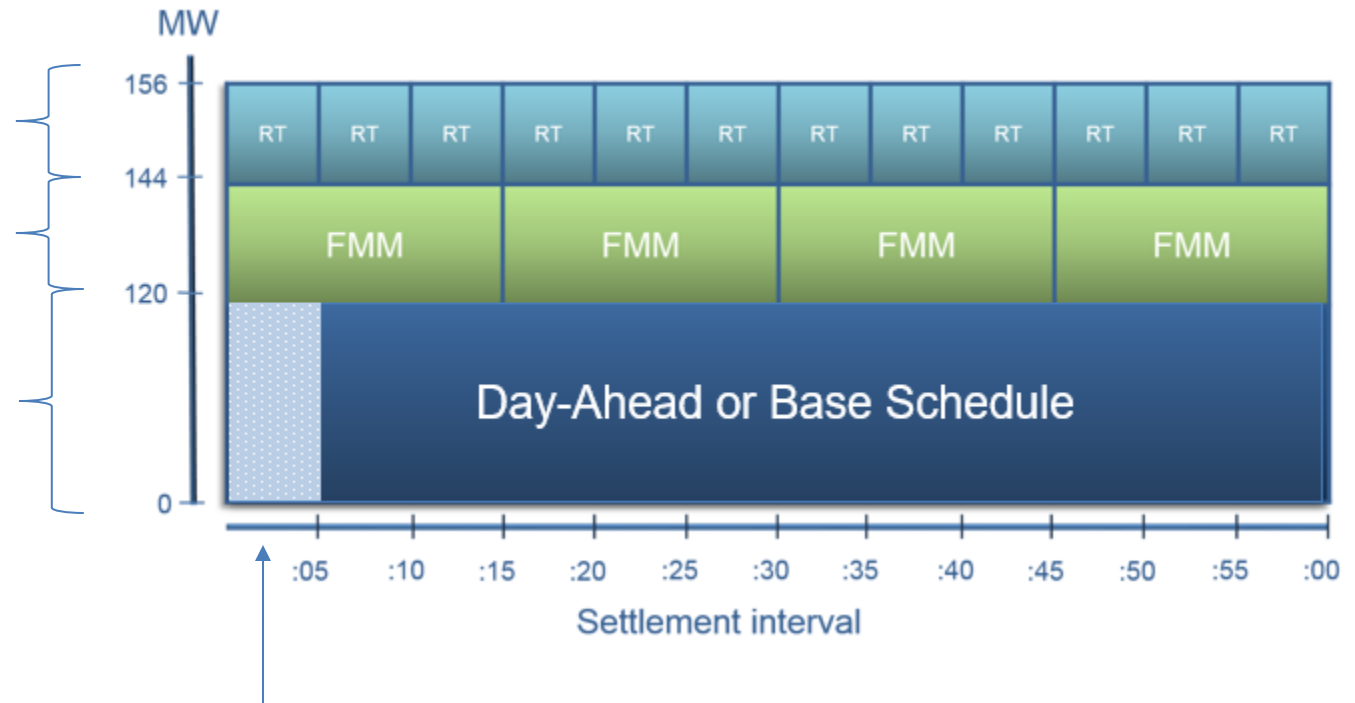 MW
156
RT RT RT RT RT RT RT RT RT RT RT RT
144
FMM FMM FMM FMM
120
Day-Ahead or Base Schedule
0
:05 :10 :15 :20 :25 :30 :35 :40 :45 :50 :55 :00
Settlement interval